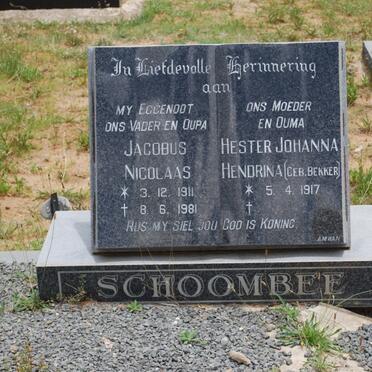 In Liefdevolle Herinnering
aan
MY EGGENOOT
ONS VADER EN OUPA
JACOBUS
NICOLAAS
* 3.12.1911
† 8.6.1981
ONS MOEDER
EN OUMA
HESTER JOHANNA
HENDRINA (GEB. BEKKER)
* 5.4.1917
†
RUS MY SIEL JOU GOD IS KONING
SCHOOMBEE